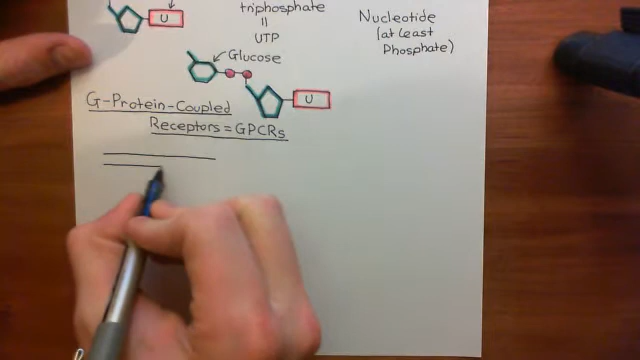 U
triphosphate
=
UTP
Nucleotide
(at least
Phosphate)
Glucose
U
G-Protein-Coupled
Receptors = GPCRs